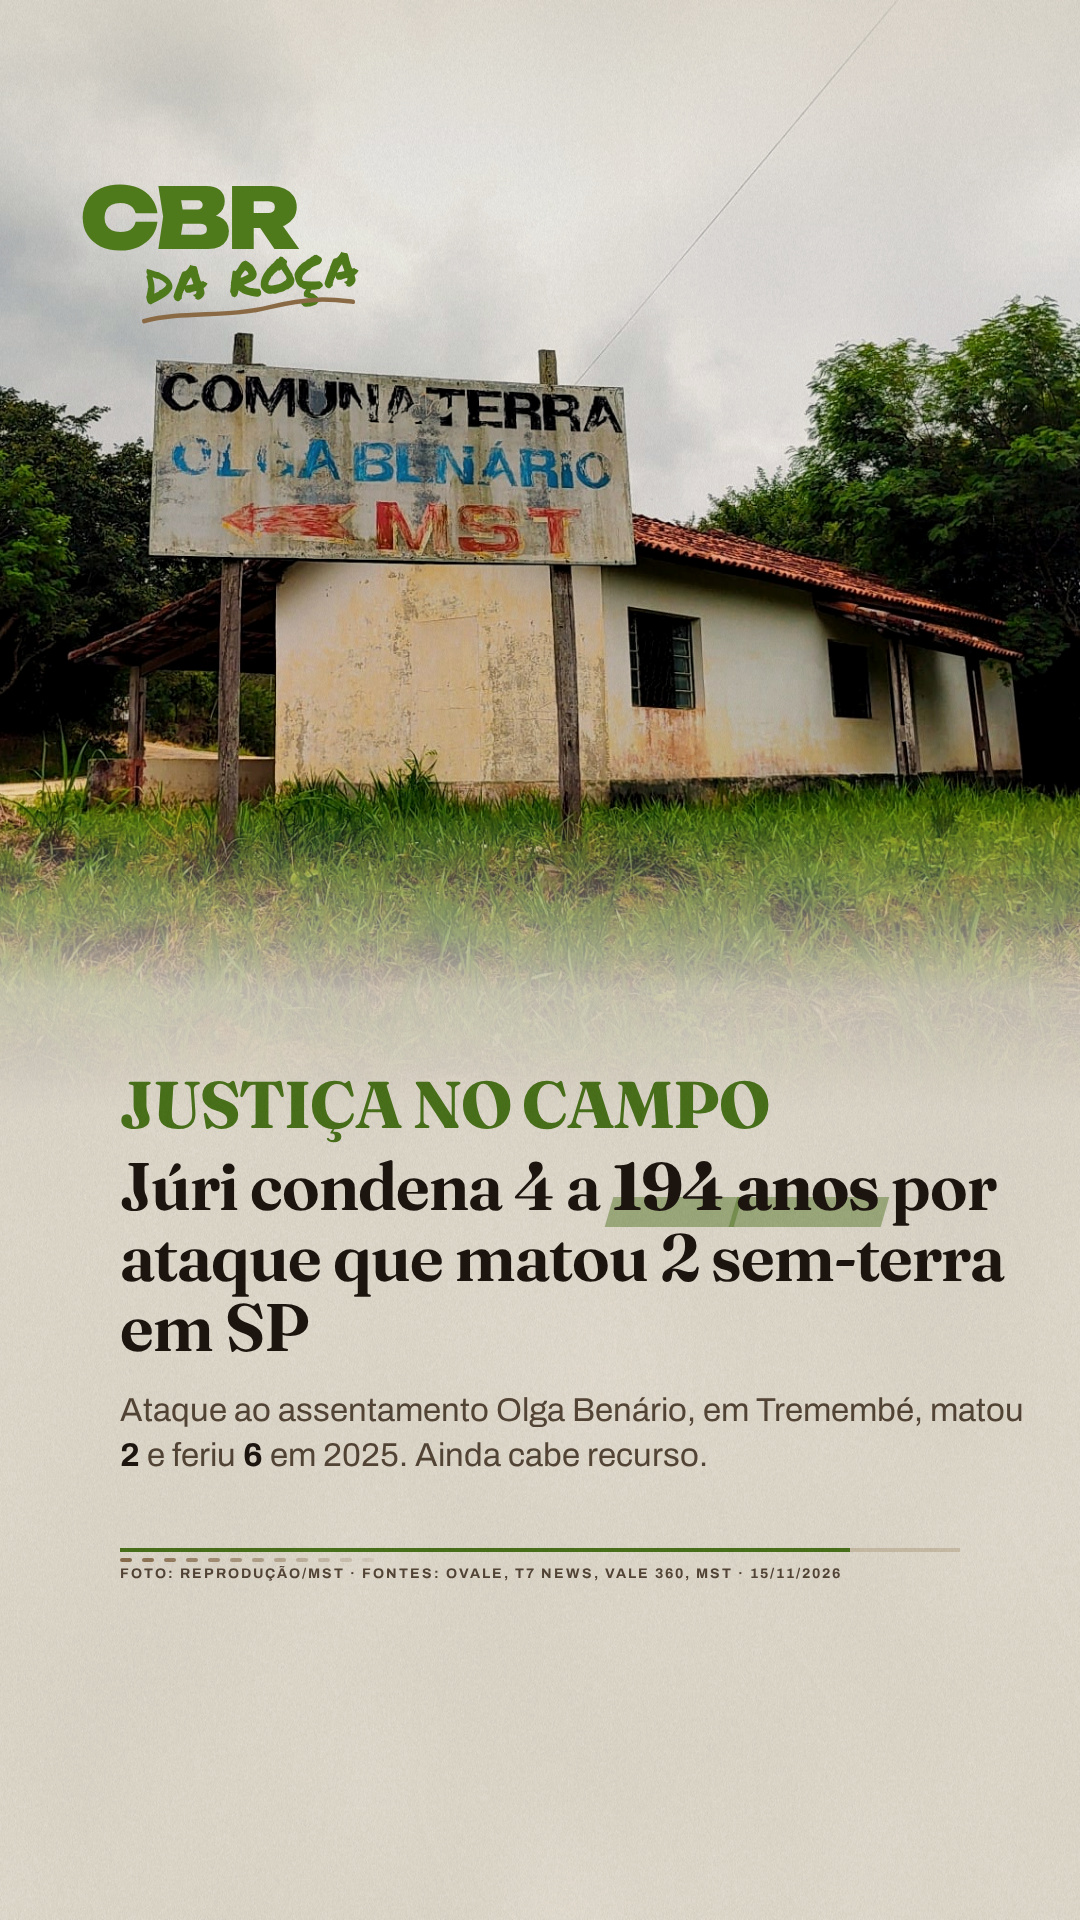 CBR
DA ROÇA
COMUNA TERRA
OLGA BENÁRIO
MST
JUSTIÇA NO CAMPO
Júri condena 4 a 194 anos por
ataque que matou 2 sem-terra
em SP
Ataque ao assentamento Olga Benário, em Tremembé, matou
2 e feriu 6 em 2025. Ainda cabe recurso.
FOTO: REPRODUÇÃO/MST · FONTES: OVALE, T7 NEWS, VALE 360, MST · 15/11/2026